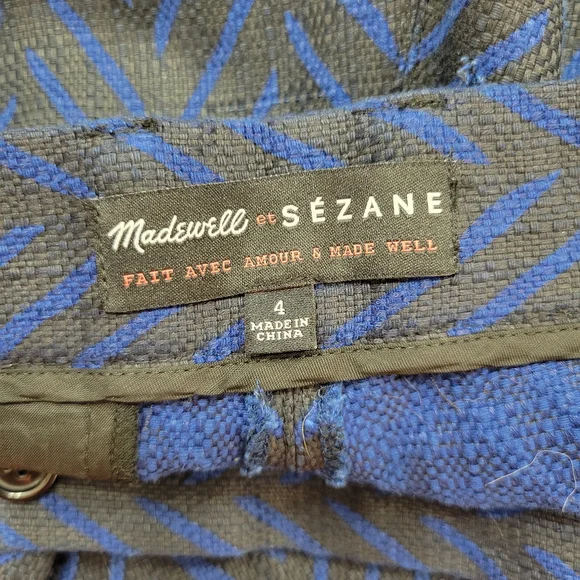 Madewell et SÉZANE
FAIT AVEC AMOUR & MADE WELL
4
MADE IN
CHINA